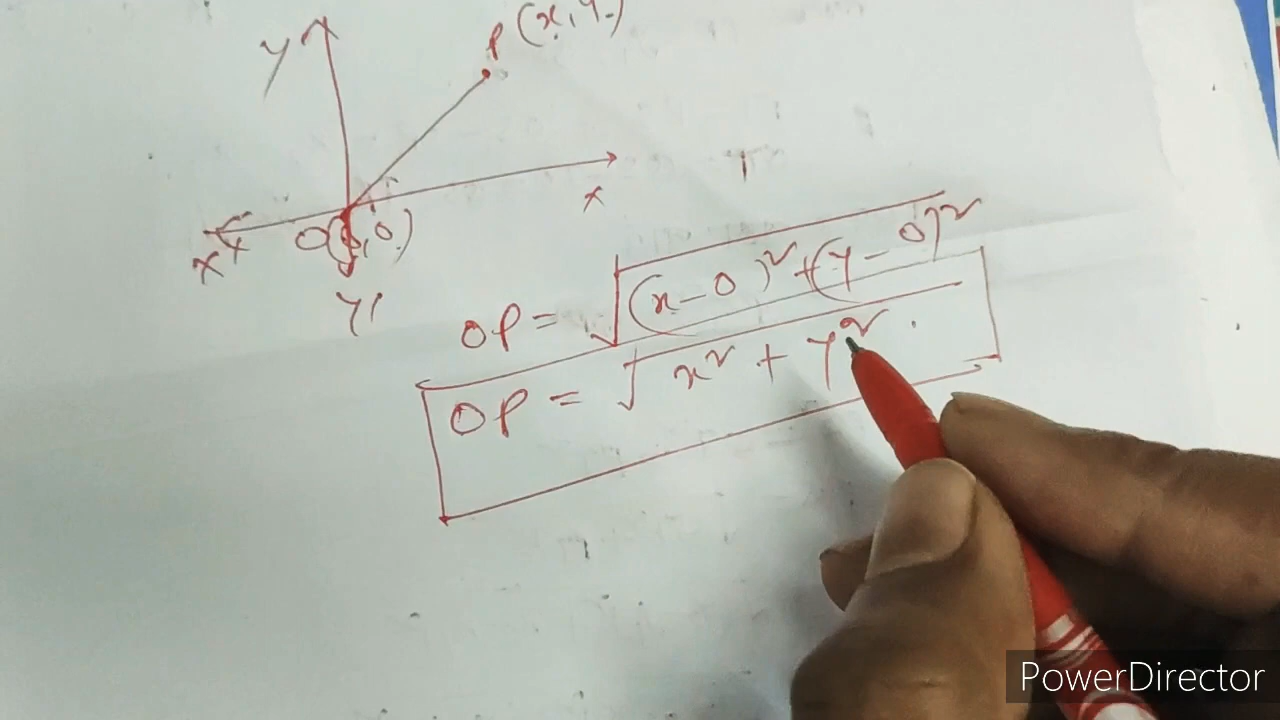 Y
P(x, y)
X
O(0, 0)
X'
Y'
OP = √(x-0)² + (y-0)²
OP = √x² + y²
PowerDirector